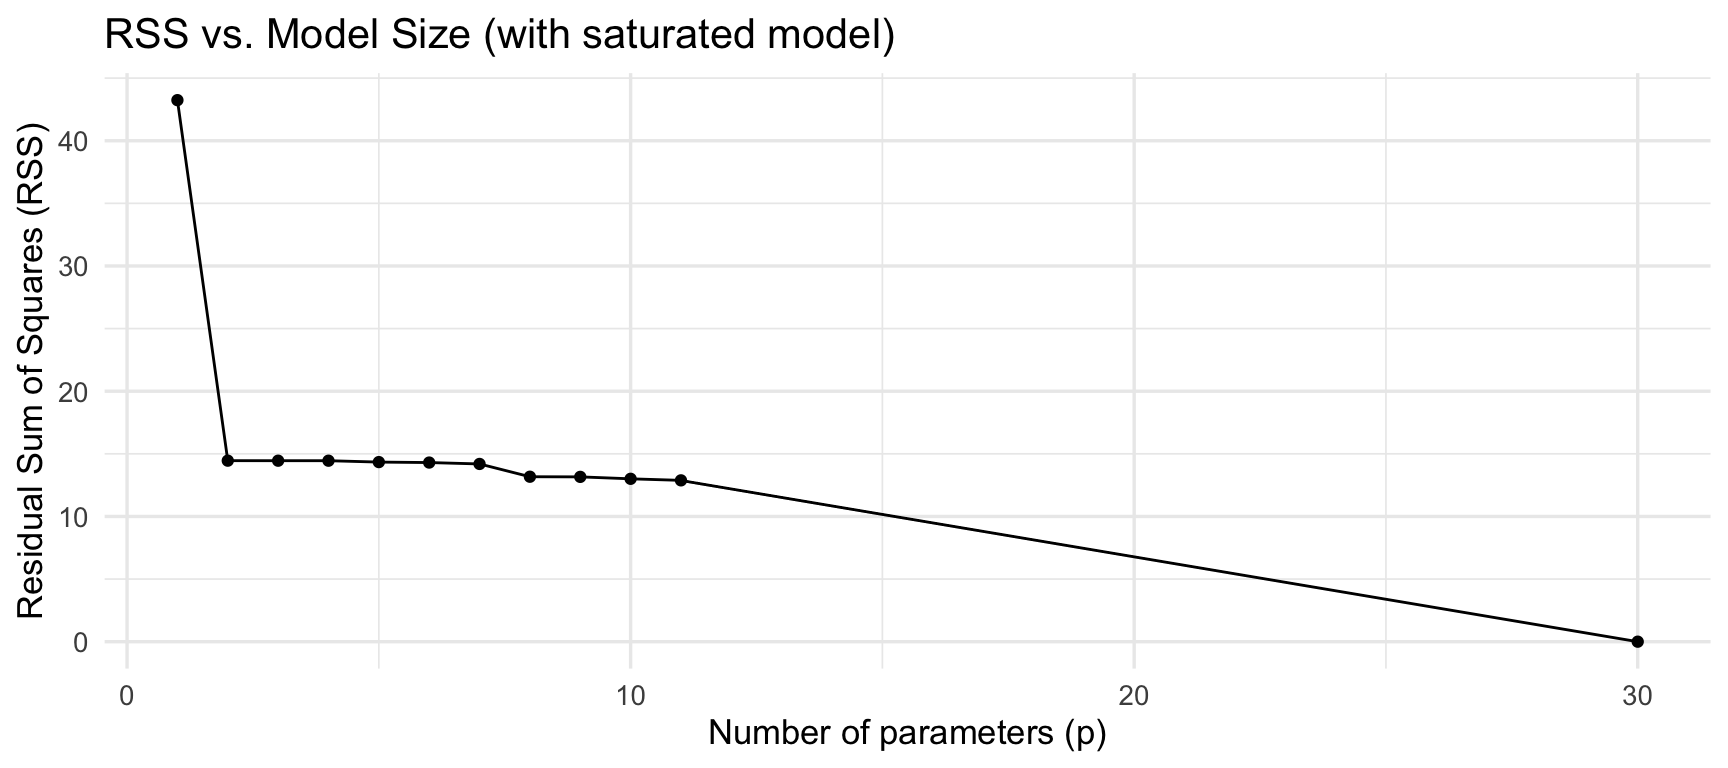 RSS vs. Model Size (with saturated model)
Residual Sum of Squares (RSS)
40
30
20
10
0
0 10 20 30
Number of parameters (p)